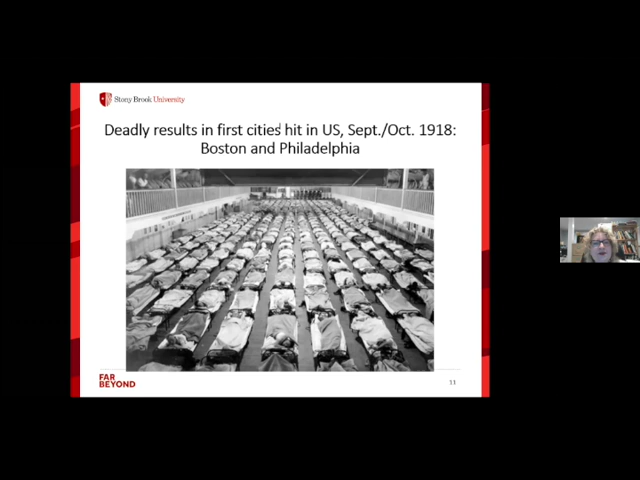 Stony Brook University
Deadly results in first cities hit in US, Sept./Oct. 1918:
Boston and Philadelphia
FAR
BEYOND
11